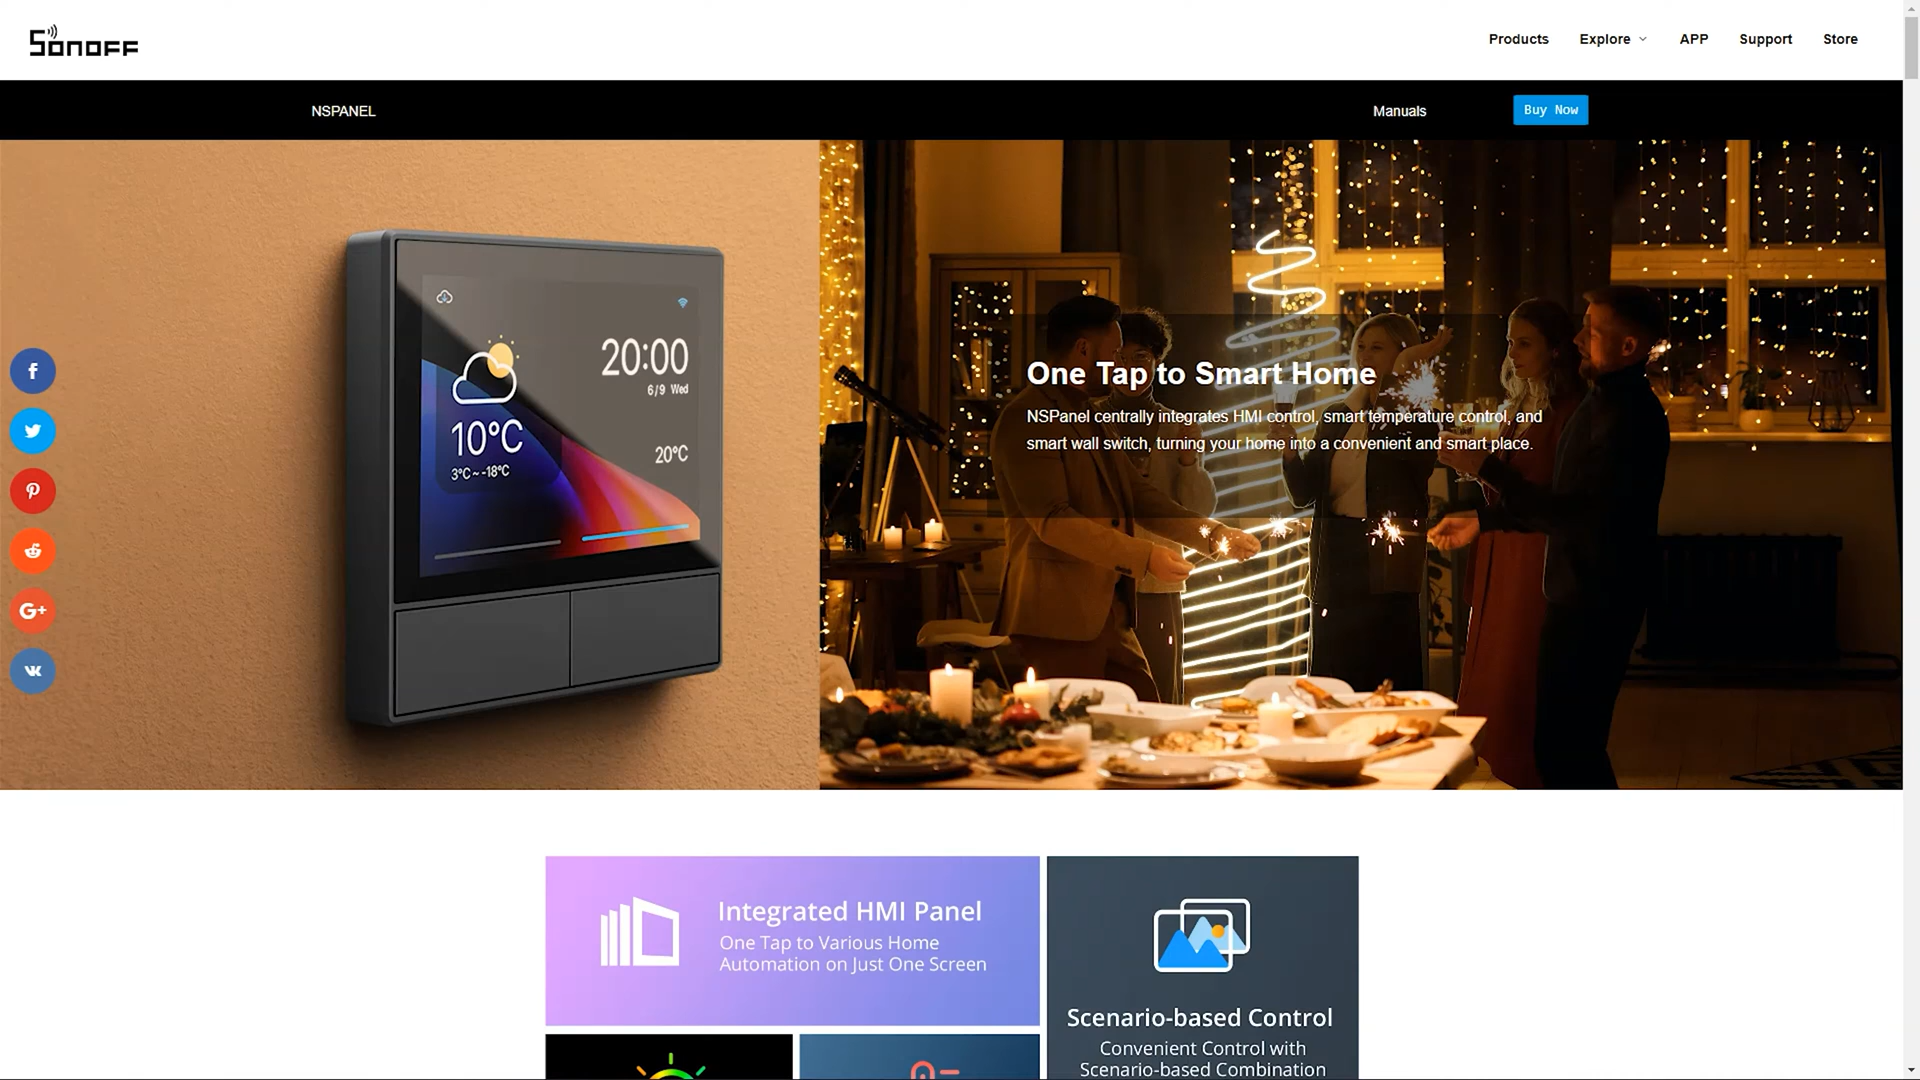 SONOFF
Products
Explore
APP
Support
Store
NSPANEL
Manuals
Buy Now
20:00
6/9 Wed
10°C
3°C~-18°C
20°C
One Tap to Smart Home
NSPanel centrally integrates HMI control, smart temperature control, and
smart wall switch, turning your home into a convenient and smart place.
f
G+
Integrated HMI Panel
One Tap to Various Home
Automation on Just One Screen
Scenario-based Control
Convenient Control with
Scenario-based Combination